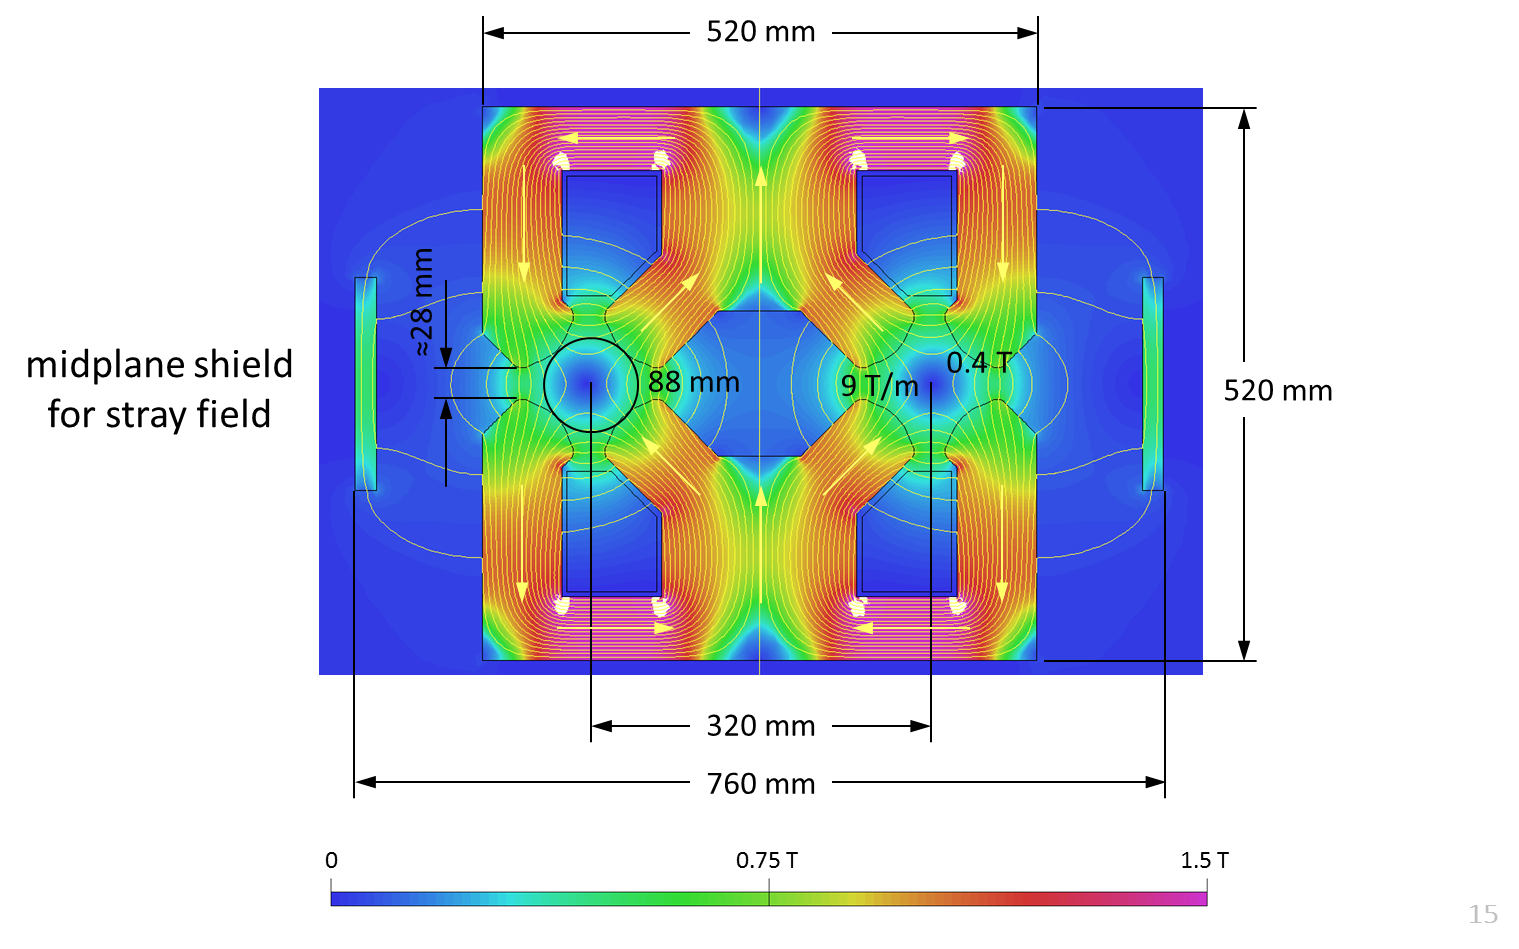 520 mm
≈28 mm
midplane shield
for stray field
88 mm
9 T/m
0.4 T
520 mm
320 mm
760 mm
0
0.75 T
1.5 T
15